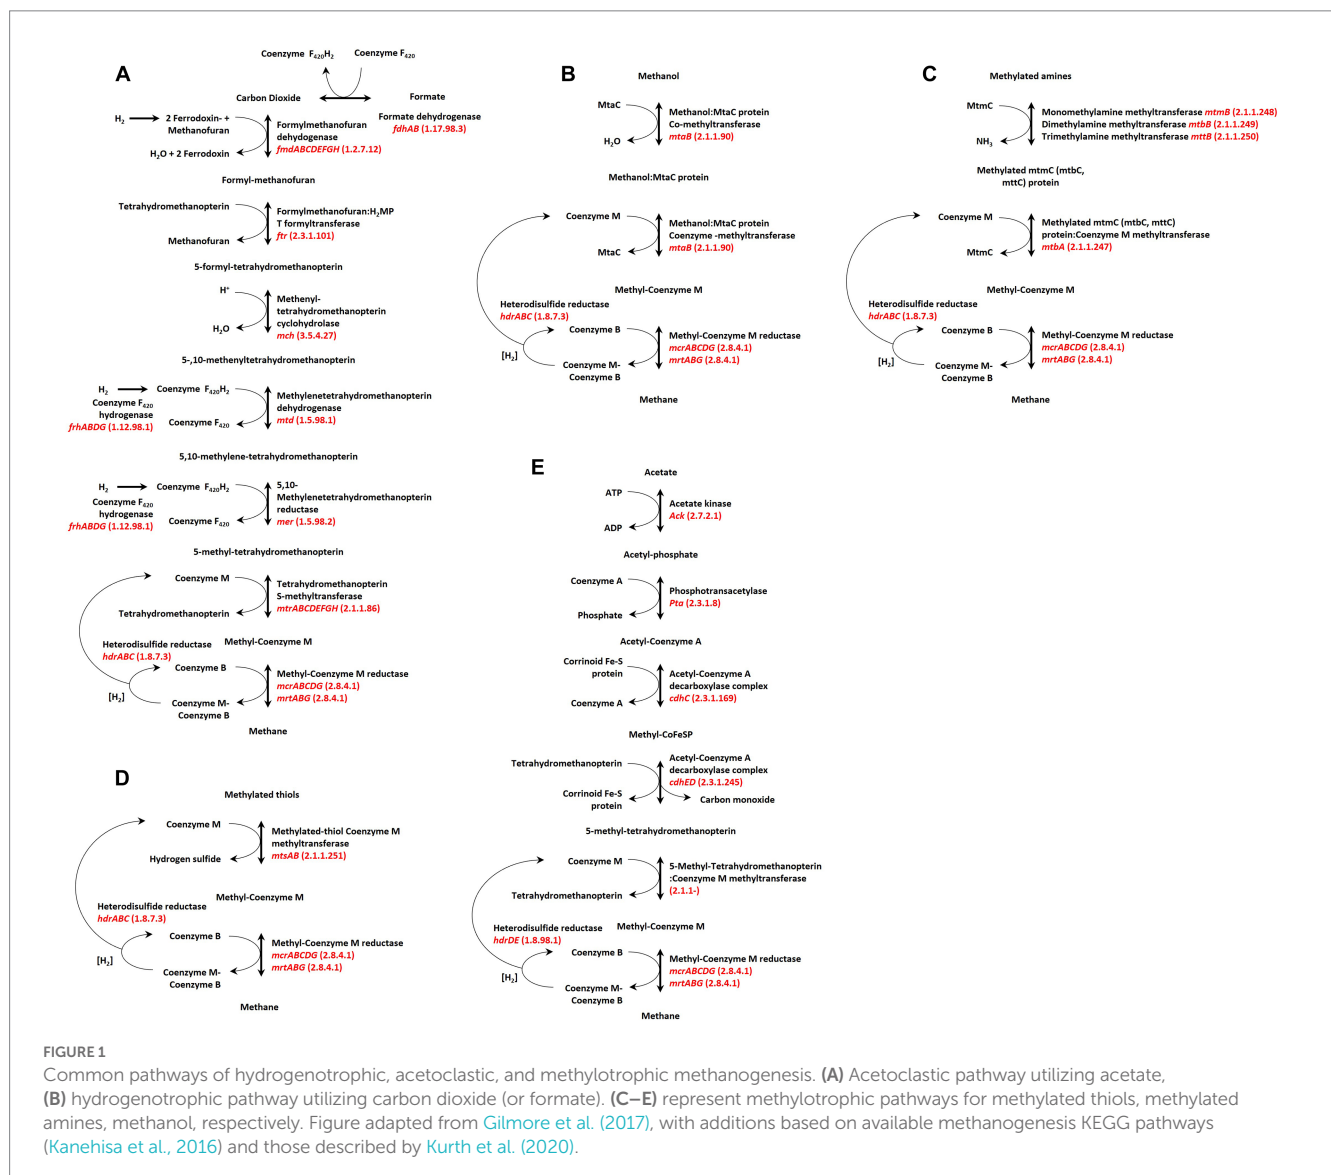 A
Coenzyme F420H2
Coenzyme F420
Carbon Dioxide
Formate
H2
2 Ferrodoxin- +
Methanofuran
H2O + 2 Ferrodoxin
Formylmethanofuran
dehydrogenase
fmdABCDEFGH (1.2.7.12)
Formate dehydrogenase
fdhAB (1.17.98.3)
Formyl-methanofuran
Tetrahydromethanopterin
Methanofuran
Formylmethanofuran:H2MP
T formyltransferase
ftr (2.3.1.101)
5-formyl-tetrahydromethanopterin
H+
H2O
Methenyl-
tetrahydromethanopterin
cyclohydrolase
mch (3.5.4.27)
5-,10-methenyltetrahydromethanopterin
H2
Coenzyme F420H2
Coenzyme F420
hydrogenase
frhABDG (1.12.98.1)
Coenzyme F420
Methylenetetrahydromethanopterin
dehydrogenase
mtd (1.5.98.1)
5,10-methylene-tetrahydromethanopterin
H2
Coenzyme F420H2
Coenzyme F420
hydrogenase
frhABDG (1.12.98.1)
Coenzyme F420
5,10-
Methylenetetrahydromethanopterin
reductase
mer (1.5.98.2)
5-methyl-tetrahydromethanopterin
Coenzyme M
Tetrahydromethanopterin
Tetrahydromethanopterin
S-methyltransferase
mtrABCDEFGH (2.1.1.86)
Heterodisulfide reductase
hdrABC (1.8.7.3)
Methyl-Coenzyme M
Coenzyme B
[H2]
Coenzyme M-
Coenzyme B
Methyl-Coenzyme M reductase
mcrABCDG (2.8.4.1)
mrtABG (2.8.4.1)
Methane
B
Methanol
MtaC
H2O
Methanol:MtaC protein
Co-methyltransferase
mtaB (2.1.1.90)
Methanol:MtaC protein
Coenzyme M
MtaC
Methanol:MtaC protein
Coenzyme -methyltransferase
mtaB (2.1.1.90)
Methyl-Coenzyme M
Heterodisulfide reductase
hdrABC (1.8.7.3)
Coenzyme B
[H2]
Coenzyme M-
Coenzyme B
Methyl-Coenzyme M reductase
mcrABCDG (2.8.4.1)
mrtABG (2.8.4.1)
Methane
C
Methylated amines
MtmC
NH3
Monomethylamine methyltransferase mtmB (2.1.1.248)
Dimethylamine methyltransferase mtbB (2.1.1.249)
Trimethylamine methyltransferase mttB (2.1.1.250)
Methylated mtmC (mtbC,
mttC) protein
Coenzyme M
MtmC
Methylated mtmC (mtbC, mttC)
protein:Coenzyme M methyltransferase
mtbA (2.1.1.247)
Methyl-Coenzyme M
Heterodisulfide reductase
hdrABC (1.8.7.3)
Coenzyme B
[H2]
Coenzyme M-
Coenzyme B
Methyl-Coenzyme M reductase
mcrABCDG (2.8.4.1)
mrtABG (2.8.4.1)
Methane
D
Methylated thiols
Coenzyme M
Hydrogen sulfide
Methylated-thiol Coenzyme M
methyltransferase
mtsAB (2.1.1.251)
Methyl-Coenzyme M
Heterodisulfide reductase
hdrABC (1.8.7.3)
Coenzyme B
[H2]
Coenzyme M-
Coenzyme B
Methyl-Coenzyme M reductase
mcrABCDG (2.8.4.1)
mrtABG (2.8.4.1)
Methane
E
Acetate
ATP
ADP
Acetate kinase
Ack (2.7.2.1)
Acetyl-phosphate
Coenzyme A
Phosphate
Phosphotransacetylase
Pta (2.3.1.8)
Acetyl-Coenzyme A
Corrinoid Fe-S
protein
Coenzyme A
Acetyl-Coenzyme A
decarboxylase complex
cdhC (2.3.1.169)
Methyl-CoFeSP
Tetrahydromethanopterin
Corrinoid Fe-S
protein
Acetyl-Coenzyme A
decarboxylase complex
cdhED (2.3.1.245)
Carbon monoxide
5-methyl-tetrahydromethanopterin
Coenzyme M
Tetrahydromethanopterin
5-Methyl-Tetrahydromethanopterin
:Coenzyme M methyltransferase
(2.1.1-)
Methyl-Coenzyme M
Heterodisulfide reductase
hdrDE (1.8.98.1)
Coenzyme B
[H2]
Coenzyme M-
Coenzyme B
Methyl-Coenzyme M reductase
mcrABCDG (2.8.4.1)
mrtABG (2.8.4.1)
Methane
FIGURE 1
Common pathways of hydrogenotrophic, acetoclastic, and methylotrophic methanogenesis. (A) Acetoclastic pathway utilizing acetate,
(B) hydrogenotrophic pathway utilizing carbon dioxide (or formate). (C–E) represent methylotrophic pathways for methylated thiols, methylated
amines, methanol, respectively. Figure adapted from Gilmore et al. (2017), with additions based on available methanogenesis KEGG pathways
(Kanehisa et al., 2016) and those described by Kurth et al. (2020).